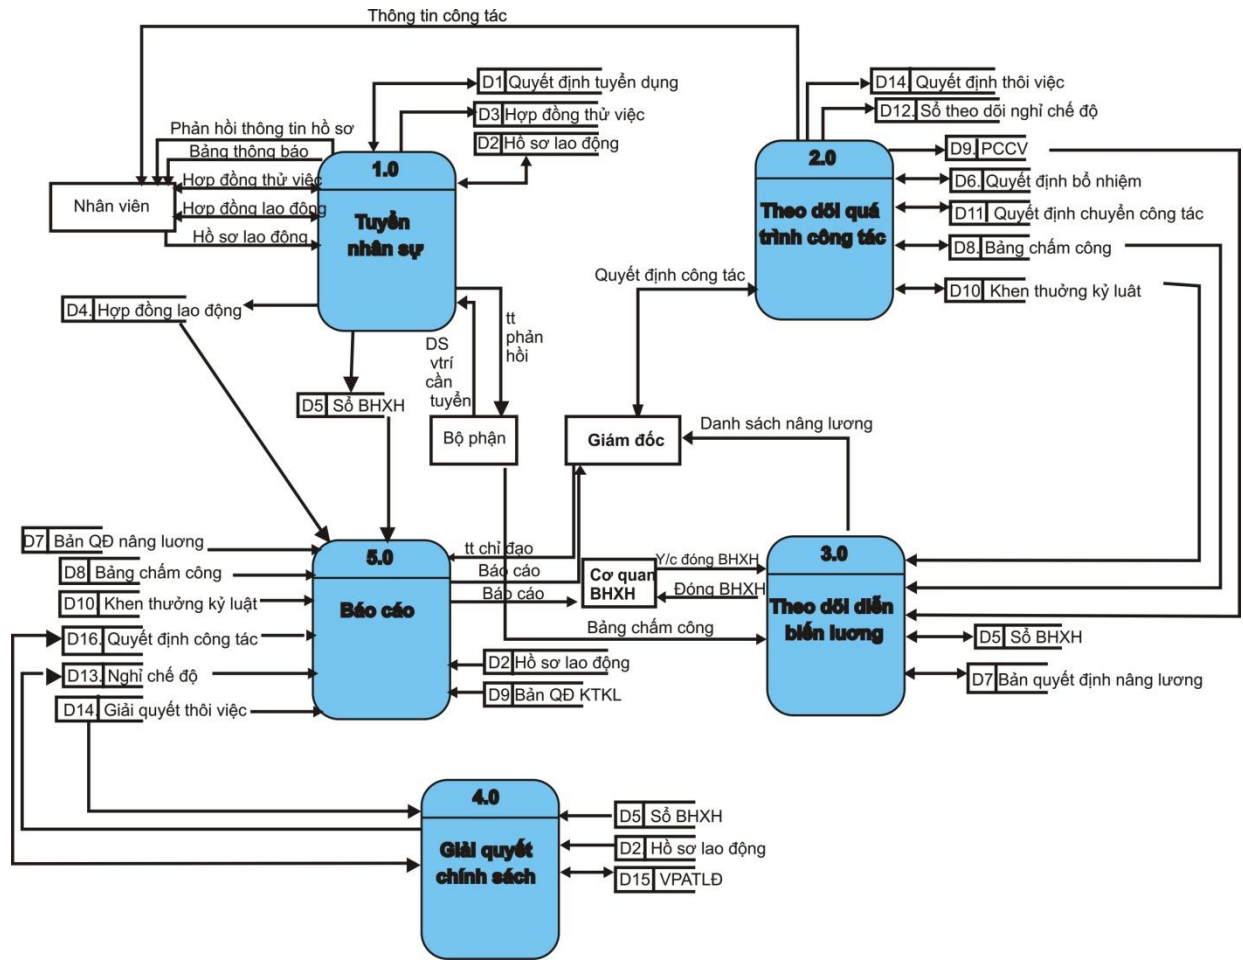 Thông tin công tác
D1 Quyết định tuyển dụng
D3 Hợp đồng thử việc
D2 Hồ sơ lao động
D14. Quyết định thôi việc
D12. Sổ theo dõi nghỉ chế độ
Phản hồi thông tin hồ sơ
Bảng thông báo
Hợp đồng thử việc
Hợp đồng lao động
Hồ sơ lao động
Nhân viên
1.0
Tuyển
nhân sự
2.0
Theo dõi quá
trình công tác
D9. PCCV
D6. Quyết định bổ nhiệm
D11 Quyết định chuyển công tác
D8. Bảng chấm công
D10 Khen thưởng kỷ luât
Quyết định công tác
D4. Hợp đồng lao động
D5 Sổ BHXH
DS
vtrí
cần
tuyển
tt
phản
hồi
Bộ phận
Giám đốc
Danh sách nâng lương
D7 Bản QĐ nâng lương
D8 Bảng chấm công
D10 Khen thưởng kỷ luật
D16. Quyết định công tác
D13. Nghỉ chế độ
D14 Giải quyết thôi việc
5.0
Báo cáo
tt chỉ đạo
Báo cáo
Báo cáo
Cơ quan
BHXH
Y/c đóng BHXH
Đóng BHXH
Bảng chấm công
3.0
Theo dõi diễn
biến lương
D5 Sổ BHXH
D7 Bản quyết định nâng lương
D2 Hồ sơ lao động
D9 Bản QĐ KTKL
4.0
Giải quyết
chính sách
D5 Sổ BHXH
D2 Hồ sơ lao động
D15 VPATLĐ